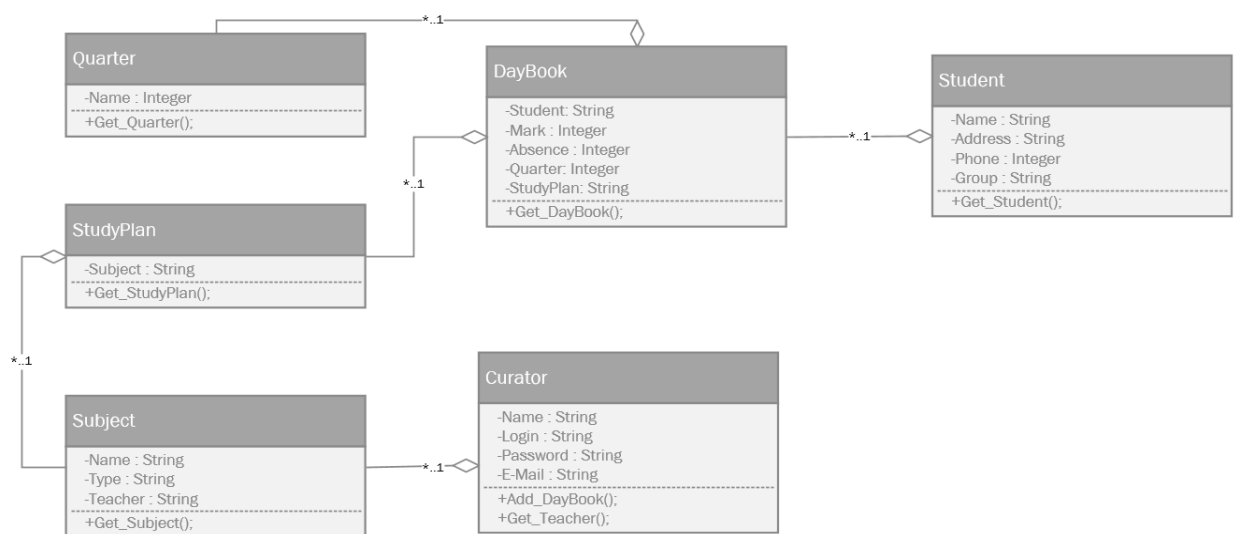 *..1
Quarter
-Name : Integer
+Get_Quarter();
DayBook
-Student: String
-Mark : Integer
-Absence : Integer
-Quarter: Integer
-StudyPlan: String
+Get_DayBook();
*..1
Student
-Name : String
-Address : String
-Phone : Integer
-Group : String
+Get_Student();
*..1
StudyPlan
-Subject : String
+Get_StudyPlan();
*..1
Subject
-Name : String
-Type : String
-Teacher : String
+Get_Subject();
*..1
Curator
-Name : String
-Login : String
-Password : String
-E-Mail : String
+Add_DayBook();
+Get_Teacher();